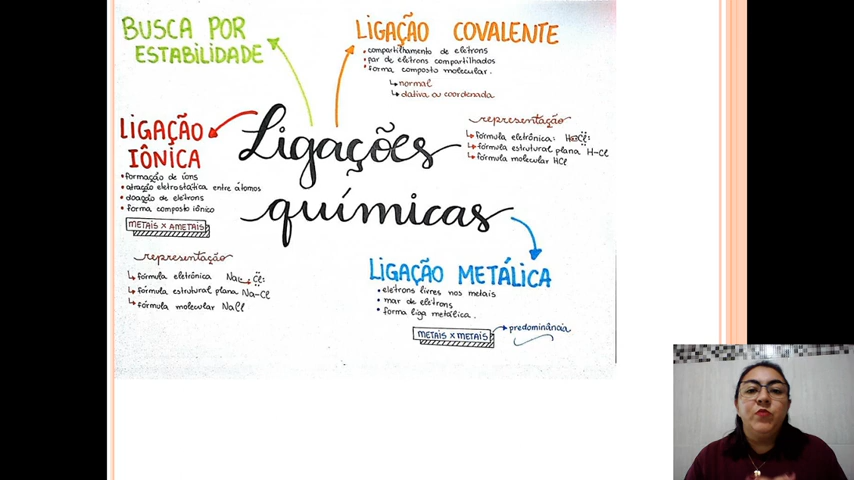 BUSCA POR
ESTABILIDADE
LIGAÇÃO COVALENTE
• compartilhamento de elétrons
• par de elétrons compartilhados
• forma composto molecular.
normal
dativa ou coordenada
representação
fórmula eletrônica: H Cl
fórmula estrutural plana H-Cl
fórmula molecular HCl
Ligações
químicas
LIGAÇÃO
IÔNICA
• formação de íons
• atração eletrostática entre átomos
• doação de elétrons
• forma composto iônico
METAIS X AMETAIS
representação
fórmula eletrônica Na Cl
fórmula estrutural plana Na-Cl
fórmula molecular NaCl
LIGAÇÃO METÁLICA
• elétrons livres nos metais
• mar de elétrons
• forma liga metálica.
METAIS X METAIS
predominância